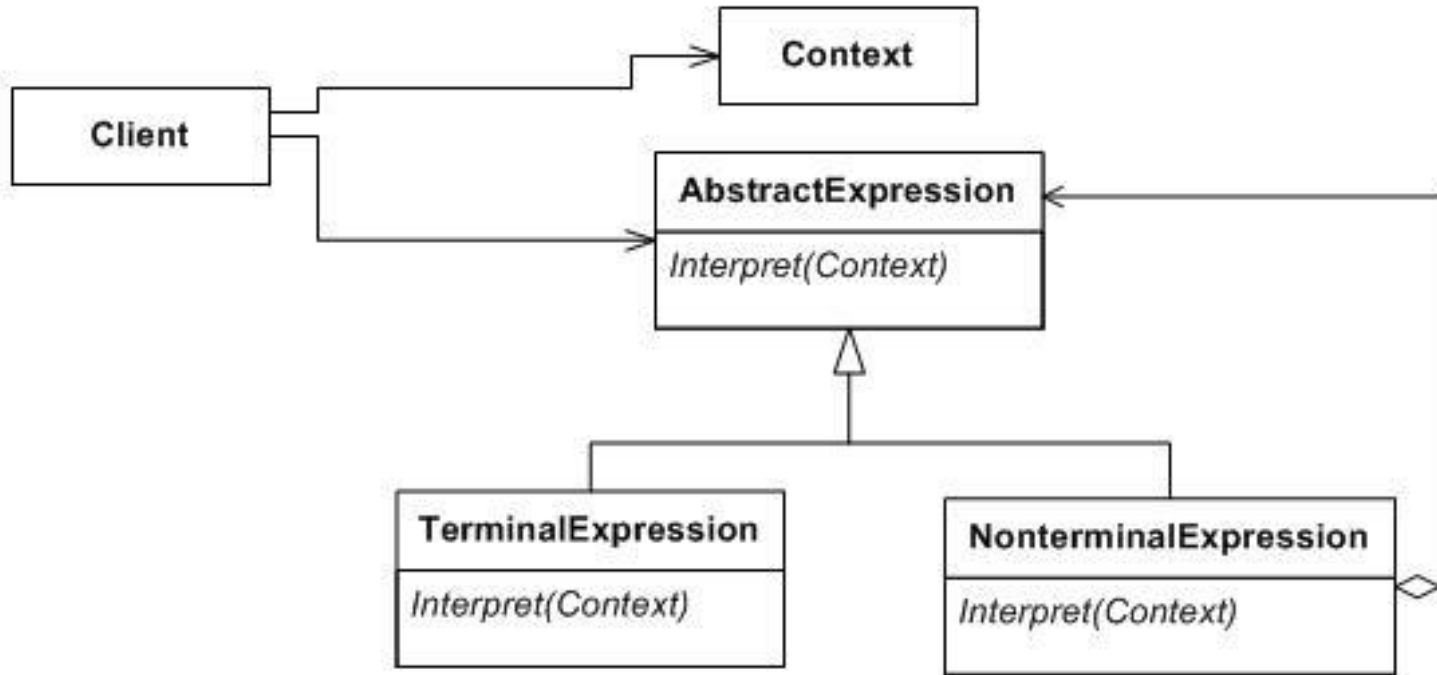 Context
Client
AbstractExpression
Interpret(Context)
TerminalExpression
Interpret(Context)
NonterminalExpression
Interpret(Context)